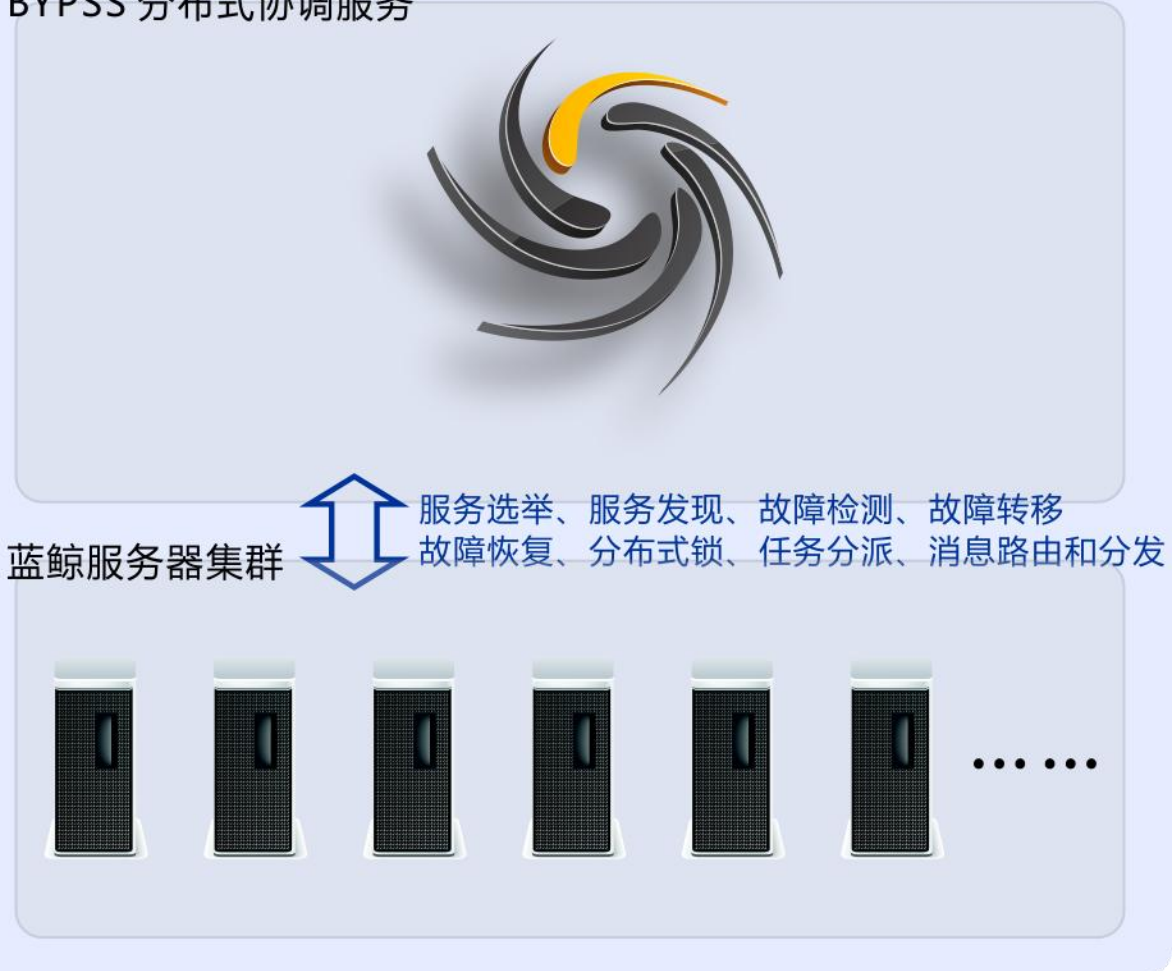 BYPSS 分布式协调服务
服务选举、服务发现、故障检测、故障转移
故障恢复、分布式锁、任务分派、消息路由和分发
蓝鲸服务器集群
……